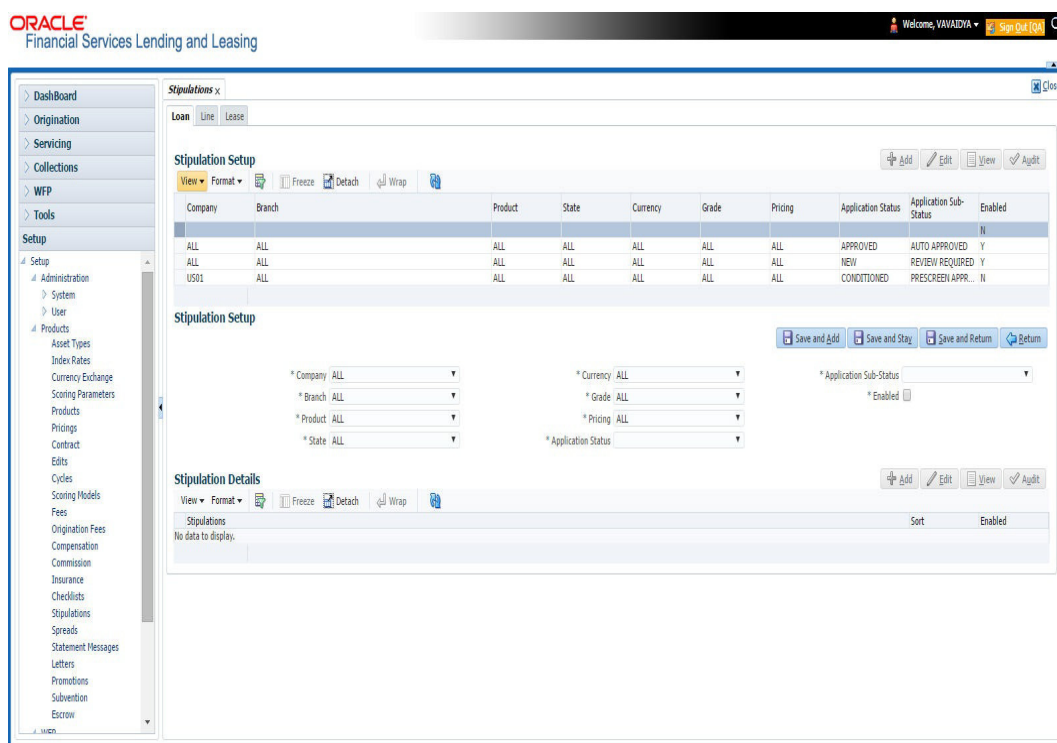 ORACLE
Financial Services Lending and Leasing
Welcome, VAVAIDYA
Sign Out [QA]
DashBoard
Origination
Servicing
Collections
WFP
Tools
Setup
Setup
Administration
System
User
Products
Asset Types
Index Rates
Currency Exchange
Scoring Parameters
Products
Pricings
Contract
Edits
Cycles
Scoring Models
Fees
Origination Fees
Compensation
Commission
Insurance
Checklists
Stipulations
Spreads
Statement Messages
Letters
Promotions
Subvention
Escrow
WFP
Stipulations x
Clos
Loan Line Lease
Stipulation Setup
Add Edit View Audit
View Format Freeze Detach Wrap
Company Branch Product State Currency Grade Pricing Application Status Application Sub-Status Enabled
N
ALL ALL ALL ALL ALL ALL ALL APPROVED AUTO APPROVED Y
ALL ALL ALL ALL ALL ALL ALL NEW REVIEW REQUIRED Y
US01 ALL ALL ALL ALL ALL ALL CONDITIONED PRESCREEN APPR... N
Stipulation Setup
Save and Add Save and Stay Save and Return Return
* Company ALL * Currency ALL * Application Sub-Status
* Branch ALL * Grade ALL * Enabled
* Product ALL * Pricing ALL
* State ALL * Application Status
Stipulation Details
Add Edit View Audit
View Format Freeze Detach Wrap
Stipulations Sort Enabled
No data to display.